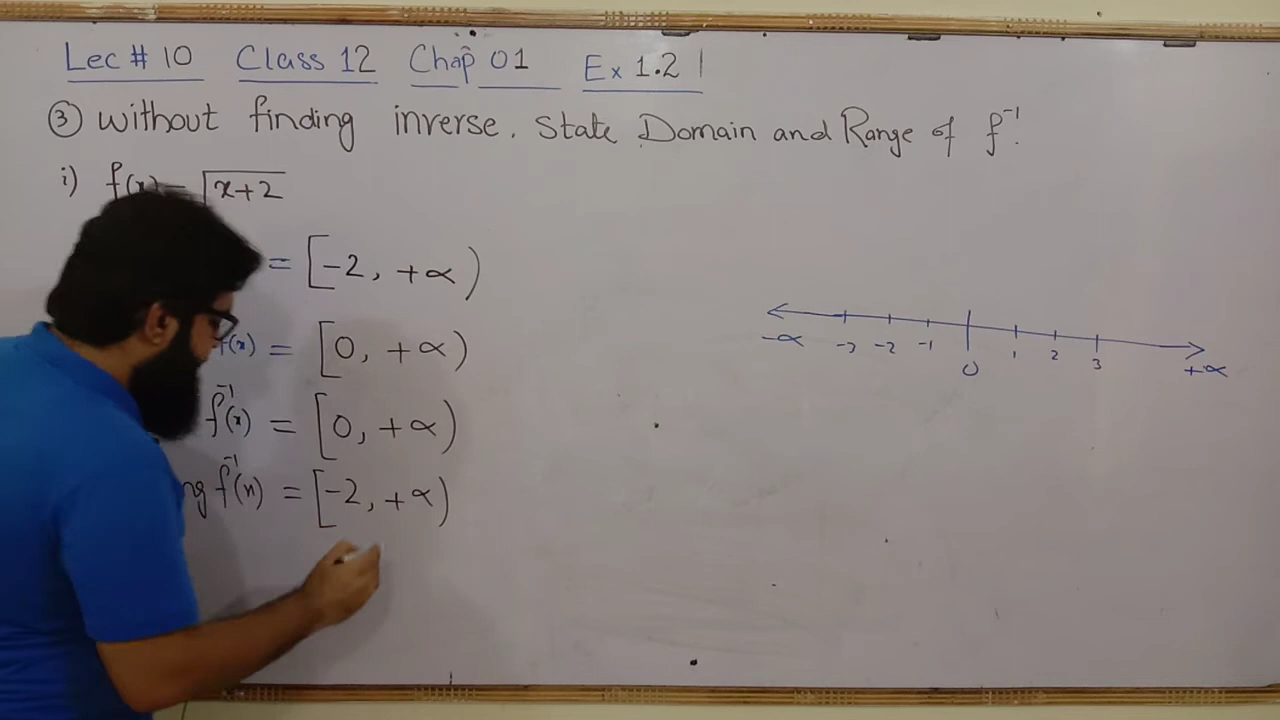 Lec # 10 Class 12 Chap 01 Ex 1.2
③ without finding inverse. State Domain and Range of f⁻¹.
i) f(x) = √x+2
= [-2, +∝)
f(x) = [0, +∝)
f⁻¹(x) = [0, +∝)
ng f⁻¹(x) = [-2, +∝)
-∝ -3 -2 -1 0 1 2 3 +∝